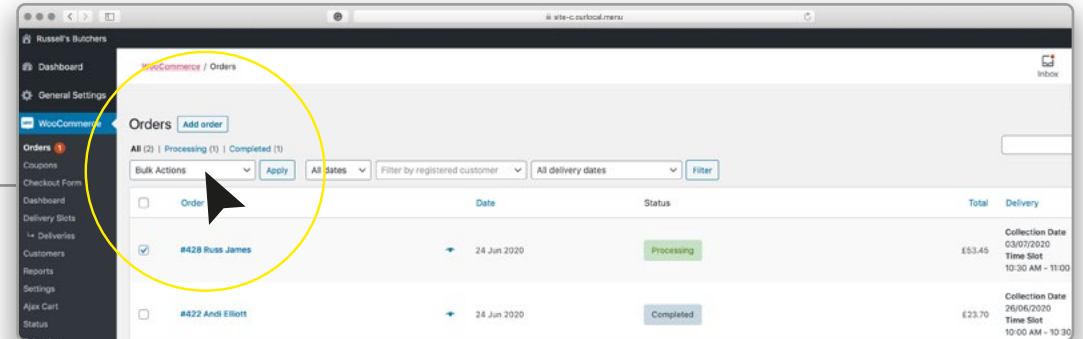 site-c.ourlocal.menu
Russell's Butchers
Dashboard
General Settings
WooCommerce
Orders 1
Coupons
Checkout Form
Dashboard
Delivery Slots
↳ Deliveries
Customers
Reports
Settings
Ajax Cart
Status
WooCommerce / Orders
Inbox
Orders Add order
All (2) | Processing (1) | Completed (1)
Bulk Actions Apply All dates Filter by registered customer All delivery dates Filter
Order Date Status Total Delivery
#428 Russ James 24 Jun 2020 Processing £53.45 Collection Date
03/07/2020
Time Slot
10:30 AM - 11:00
#422 Andi Elliott 24 Jun 2020 Completed £23.70 Collection Date
26/06/2020
Time Slot
10:00 AM - 10:30